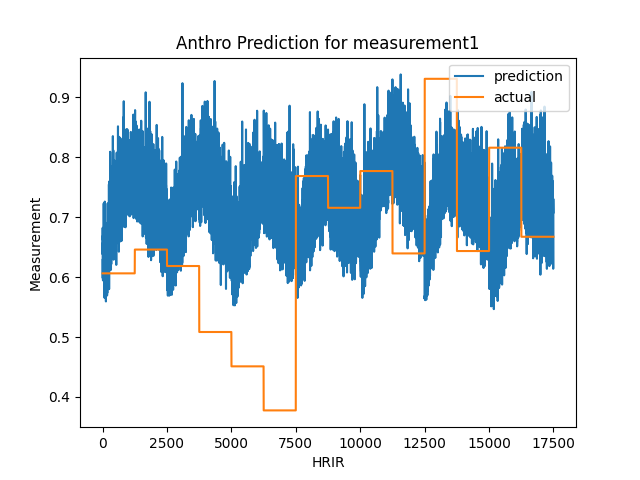 Anthro Prediction for measurement1
prediction
actual
0.9
0.8
0.7
0.6
0.5
0.4
Measurement
0 2500 5000 7500 10000 12500 15000 17500
HRIR